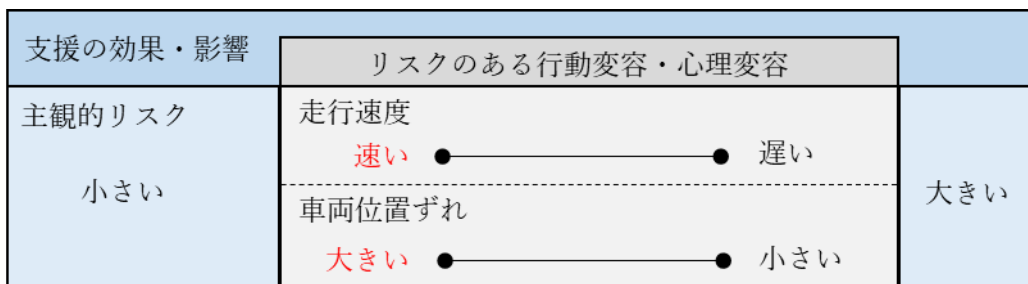 支援の効果・影響
リスクのある行動変容・心理変容
主観的リスク
小さい
走行速度
速い 遅い
車両位置ずれ
大きい 小さい
大きい